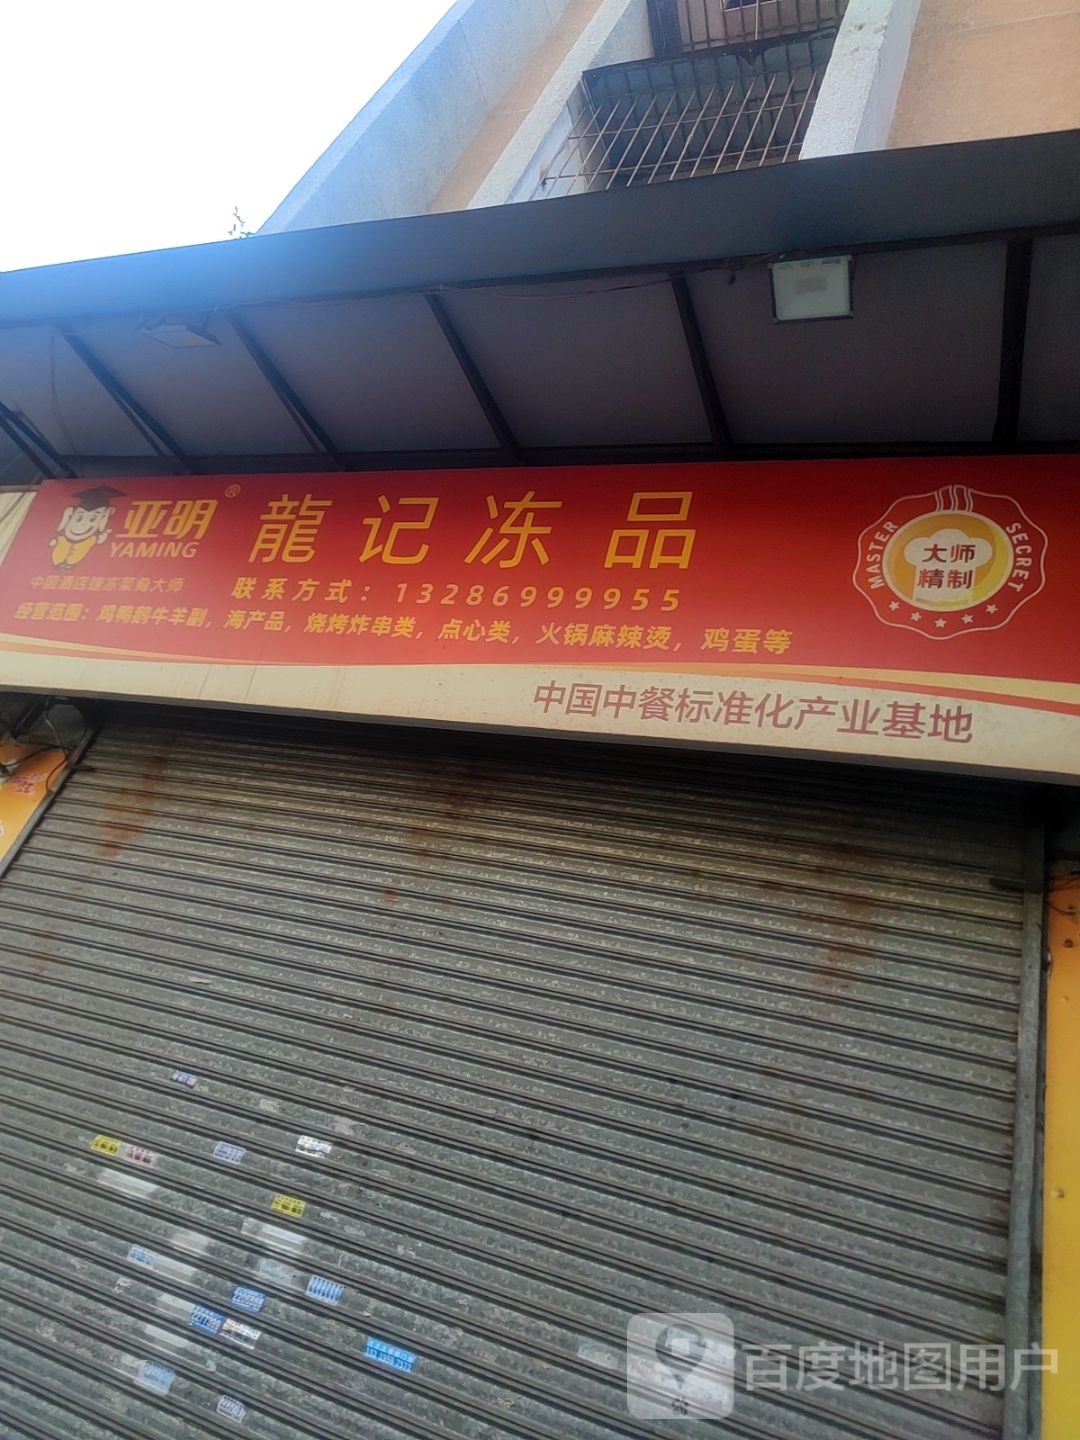 亚明®
YAMING
中国酒店速冻菜肴大师
龍记冻品
联系方式：13286999955
经营范围：鸡鸭鹅牛羊副，海产品，烧烤炸串类，点心类，火锅麻辣烫，鸡蛋等
MASTER SECRET
大师
精制
中国中餐标准化产业基地
百度地图用户